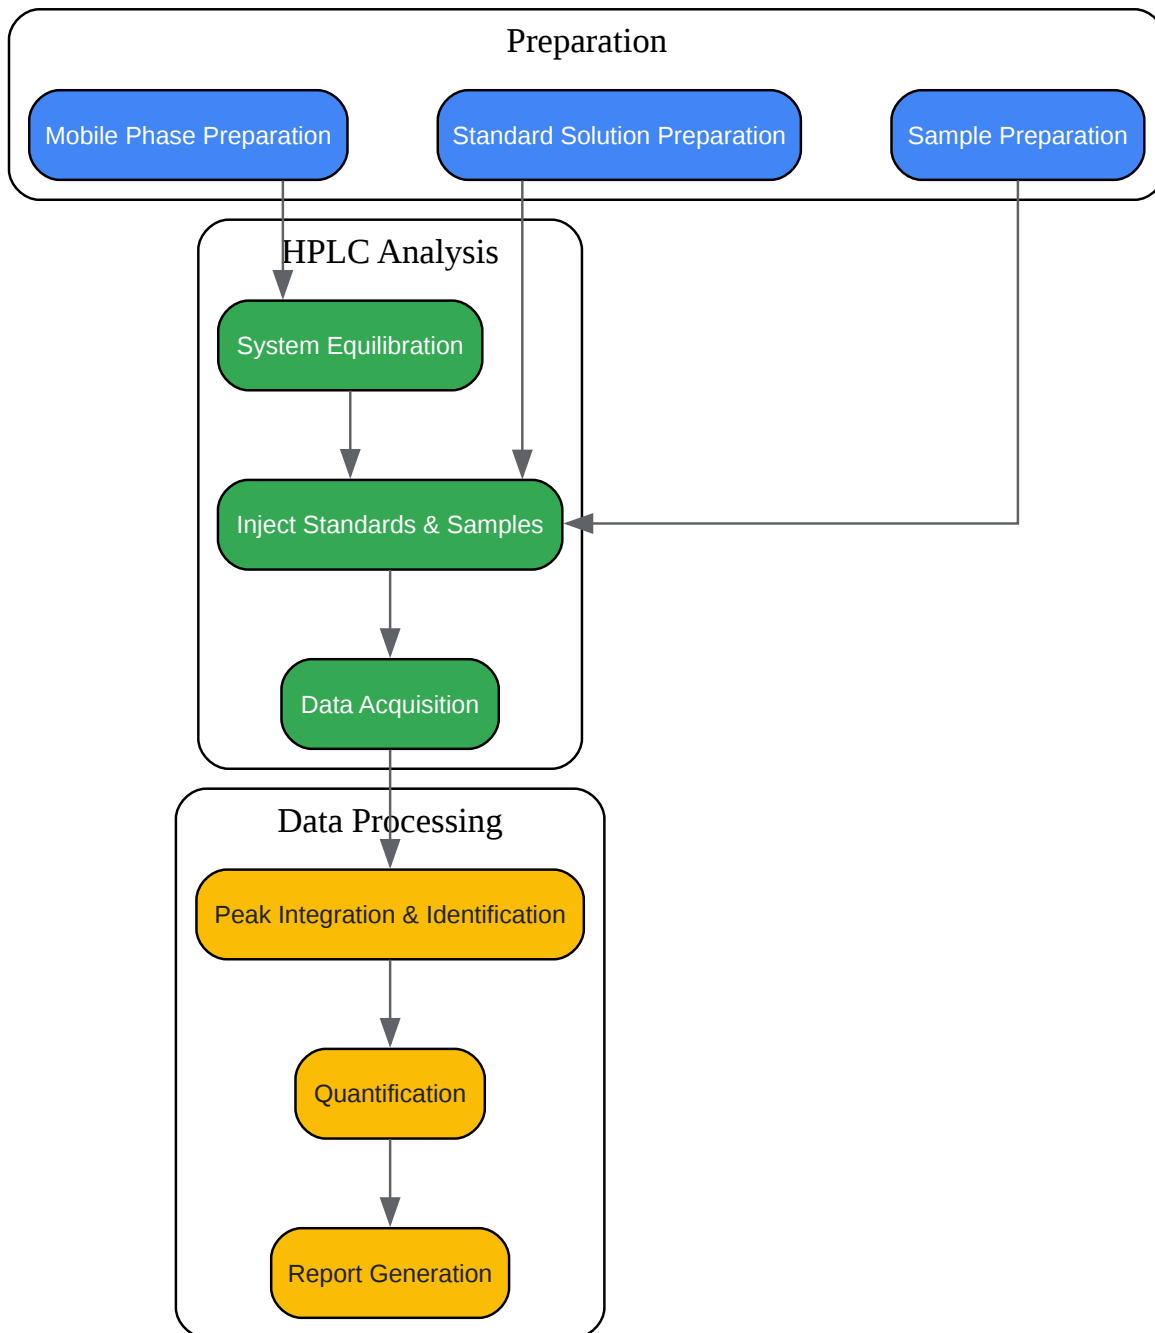 Preparation
Mobile Phase Preparation
Standard Solution Preparation
Sample Preparation
HPLC Analysis
System Equilibration
Inject Standards & Samples
Data Acquisition
Data Processing
Peak Integration & Identification
Quantification
Report Generation